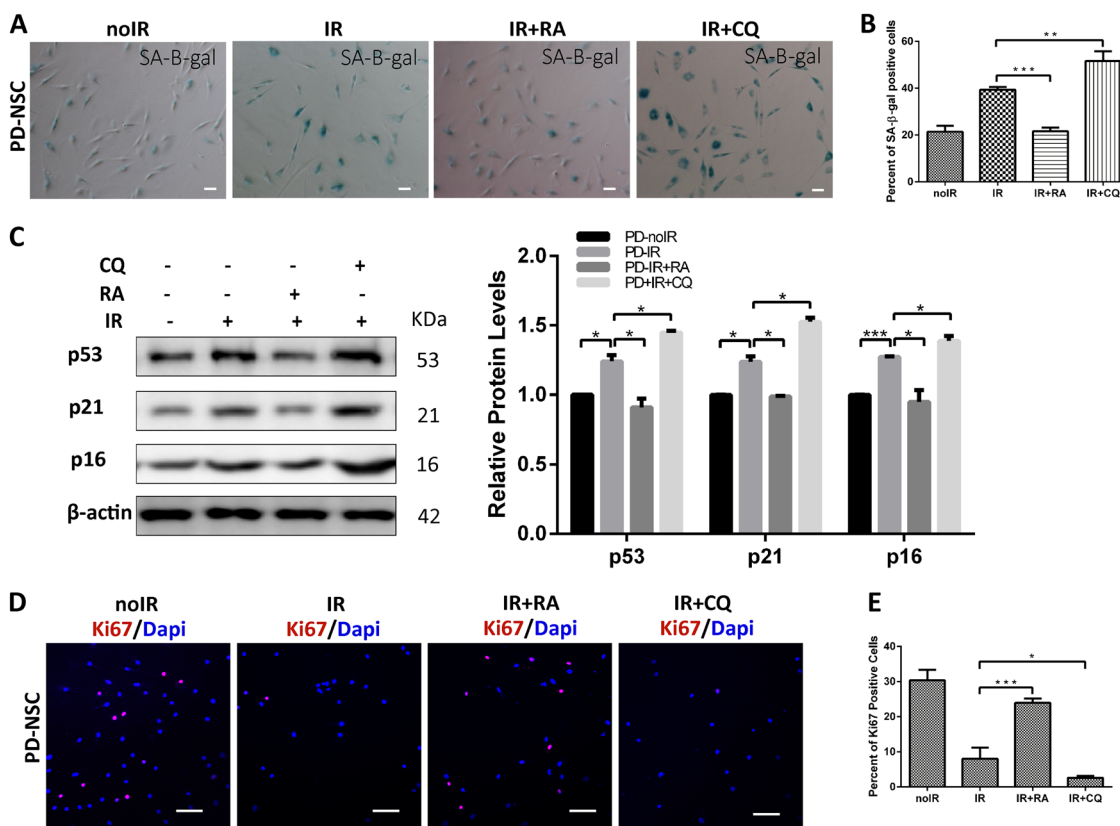 A
noIR
IR
IR+RA
IR+CQ
PD-NSC
SA-B-gal
SA-B-gal
SA-B-gal
SA-B-gal
B
Percent of SA-β-gal positive cells
60
40
20
0
* *
* * *
noIR
IR
IR+RA
IR+CQ
C
CQ - - - +
RA - - + -
IR - + + +
KDa
p53 53
p21 21
p16 16
β-actin 42
PD-noIR
PD-IR
PD-IR+RA
PD+IR+CQ
Relative Protein Levels
2.0
1.5
1.0
0.5
0.0
* * *
* * *
*** * *
p53 p21 p16
D
noIR
IR
IR+RA
IR+CQ
Ki67/Dapi
Ki67/Dapi
Ki67/Dapi
Ki67/Dapi
PD-NSC
E
Percent of Ki67 Positive Cells
40
30
20
10
0
*
* * *
noIR
IR
IR+RA
IR+CQ